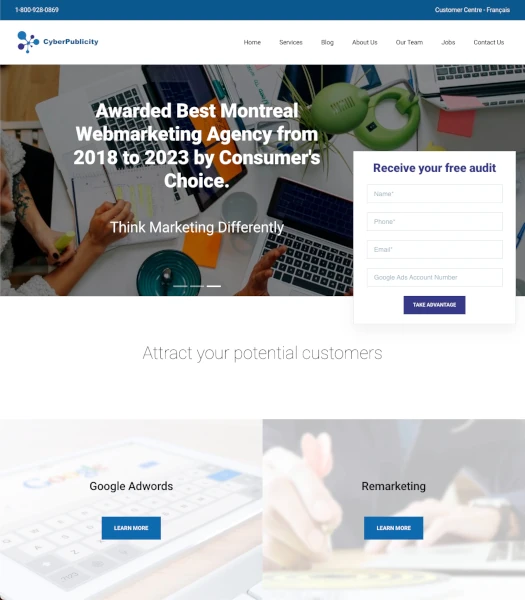 1-800-928-0869
Customer Centre - Français
CyberPublicity
Home Services Blog About Us Our Team Jobs Contact Us
Awarded Best Montreal
Webmarketing Agency from
2018 to 2023 by Consumer's
Choice.
Think Marketing Differently
Receive your free audit
Name*
Phone*
Email*
Google Ads Account Number
TAKE ADVANTAGE
Attract your potential customers
Google Adwords
LEARN MORE
Remarketing
LEARN MORE